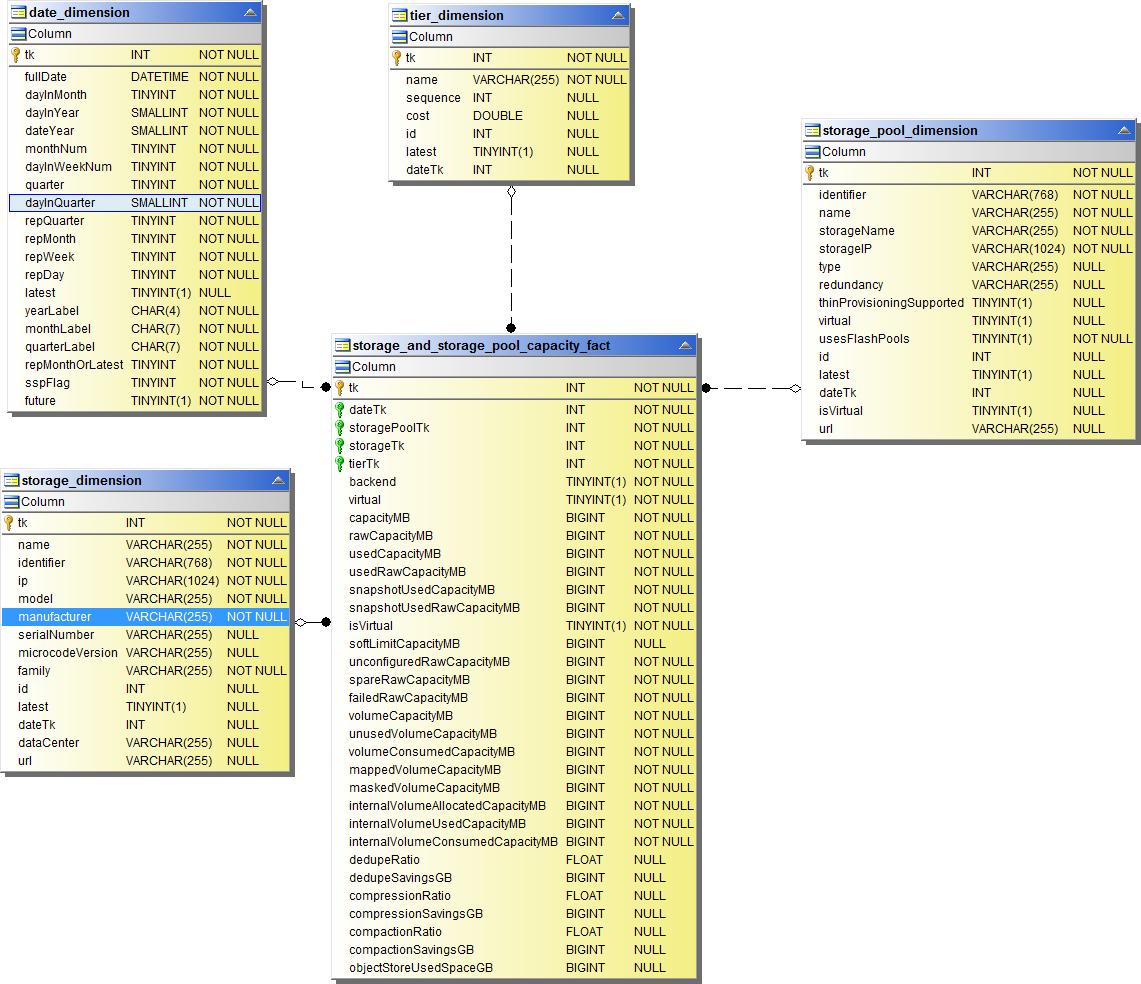 date_dimension
Column
tk INT NOT NULL
fullDate DATETIME NOT NULL
dayInMonth TINYINT NOT NULL
dayInYear SMALLINT NOT NULL
dateYear SMALLINT NOT NULL
monthNum TINYINT NOT NULL
dayInWeekNum TINYINT NOT NULL
quarter TINYINT NOT NULL
dayInQuarter SMALLINT NOT NULL
repQuarter TINYINT NOT NULL
repMonth TINYINT NOT NULL
repWeek TINYINT NOT NULL
repDay TINYINT NOT NULL
latest TINYINT(1) NULL
yearLabel CHAR(4) NOT NULL
monthLabel CHAR(7) NOT NULL
quarterLabel CHAR(7) NOT NULL
repMonthOrLatest TINYINT NOT NULL
sspFlag TINYINT NOT NULL
future TINYINT(1) NOT NULL
tier_dimension
Column
tk INT NOT NULL
name VARCHAR(255) NOT NULL
sequence INT NULL
cost DOUBLE NULL
id INT NULL
latest TINYINT(1) NULL
dateTk INT NULL
storage_pool_dimension
Column
tk INT NOT NULL
identifier VARCHAR(768) NOT NULL
name VARCHAR(255) NOT NULL
storageName VARCHAR(255) NOT NULL
storageIP VARCHAR(1024) NOT NULL
type VARCHAR(255) NULL
redundancy VARCHAR(255) NULL
thinProvisioningSupported TINYINT(1) NULL
virtual TINYINT(1) NULL
usesFlashPools TINYINT(1) NOT NULL
id INT NULL
latest TINYINT(1) NULL
dateTk INT NULL
isVirtual TINYINT(1) NULL
url VARCHAR(255) NULL
storage_dimension
Column
tk INT NOT NULL
name VARCHAR(255) NOT NULL
identifier VARCHAR(768) NOT NULL
ip VARCHAR(1024) NOT NULL
model VARCHAR(255) NOT NULL
manufacturer VARCHAR(255) NOT NULL
serialNumber VARCHAR(255) NULL
microcodeVersion VARCHAR(255) NULL
family VARCHAR(255) NOT NULL
id INT NULL
latest TINYINT(1) NULL
dateTk INT NULL
dataCenter VARCHAR(255) NULL
url VARCHAR(255) NULL
storage_and_storage_pool_capacity_fact
Column
tk INT NOT NULL
dateTk INT NOT NULL
storagePoolTk INT NOT NULL
storageTk INT NOT NULL
tierTk INT NOT NULL
backend TINYINT(1) NOT NULL
virtual TINYINT(1) NOT NULL
capacityMB BIGINT NOT NULL
rawCapacityMB BIGINT NOT NULL
usedCapacityMB BIGINT NOT NULL
usedRawCapacityMB BIGINT NOT NULL
snapshotUsedCapacityMB BIGINT NOT NULL
snapshotUsedRawCapacityMB BIGINT NOT NULL
isVirtual TINYINT(1) NOT NULL
softLimitCapacityMB BIGINT NULL
unconfiguredRawCapacityMB BIGINT NOT NULL
spareRawCapacityMB BIGINT NOT NULL
failedRawCapacityMB BIGINT NOT NULL
volumeCapacityMB BIGINT NOT NULL
unusedVolumeCapacityMB BIGINT NOT NULL
volumeConsumedCapacityMB BIGINT NOT NULL
mappedVolumeCapacityMB BIGINT NOT NULL
maskedVolumeCapacityMB BIGINT NOT NULL
internalVolumeAllocatedCapacityMB BIGINT NOT NULL
internalVolumeUsedCapacityMB BIGINT NOT NULL
internalVolumeConsumedCapacityMB BIGINT NOT NULL
dedupeRatio FLOAT NULL
dedupeSavingsGB BIGINT NULL
compressionRatio FLOAT NULL
compressionSavingsGB BIGINT NULL
compactionRatio FLOAT NULL
compactionSavingsGB BIGINT NULL
objectStoreUsedSpaceGB BIGINT NULL